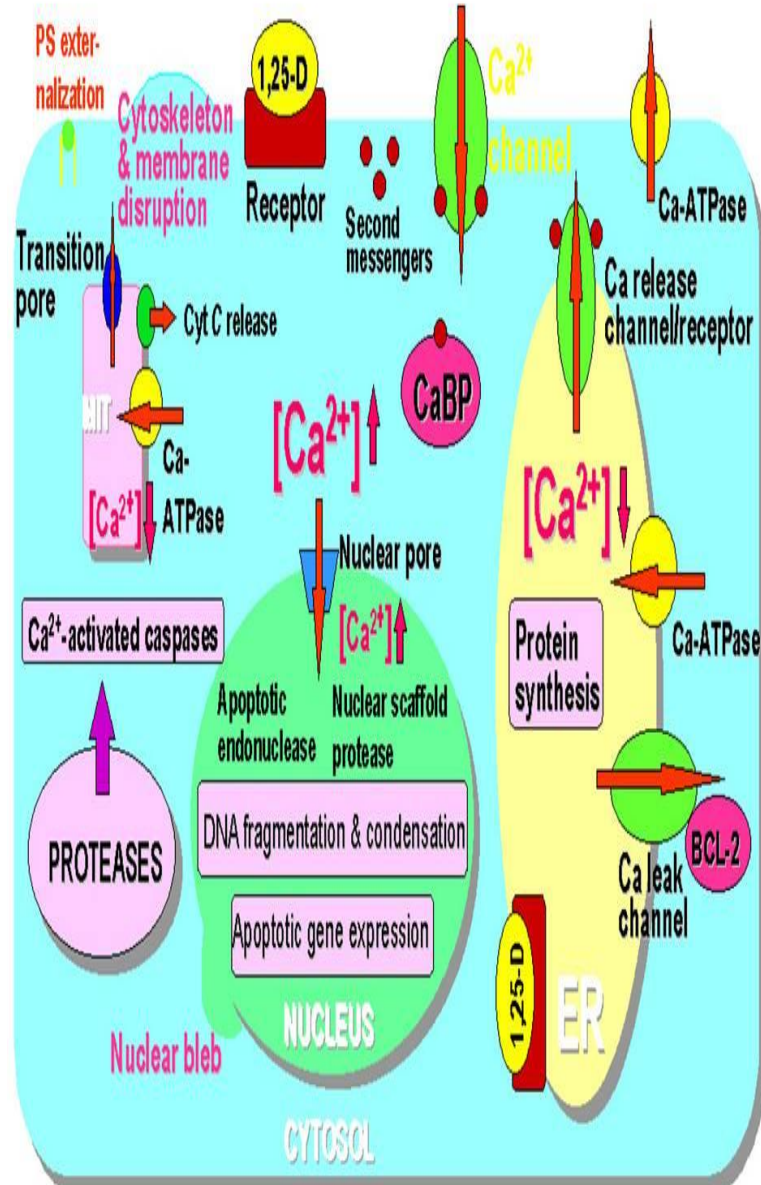 PS exter-
nalization
Cytoskeleton
& membrane
disruption
1,25-D
Receptor
Second
messengers
Ca²⁺
channel
Ca-ATPase
Transition
pore
Cyt C release
MIT
Ca-
ATPase
[Ca²⁺]
[Ca²⁺]
CaBP
Ca release
channel/receptor
[Ca²⁺]
Nuclear pore
[Ca²⁺]
Ca²⁺-activated caspases
Apoptotic
endonuclease
Nuclear scaffold
protease
Protein
synthesis
Ca-ATPase
PROTEASES
DNA fragmentation & condensation
Apoptotic gene expression
Ca leak
channel
BCL-2
1,25-D
ER
NUCLEUS
Nuclear bleb
CYTOSOL